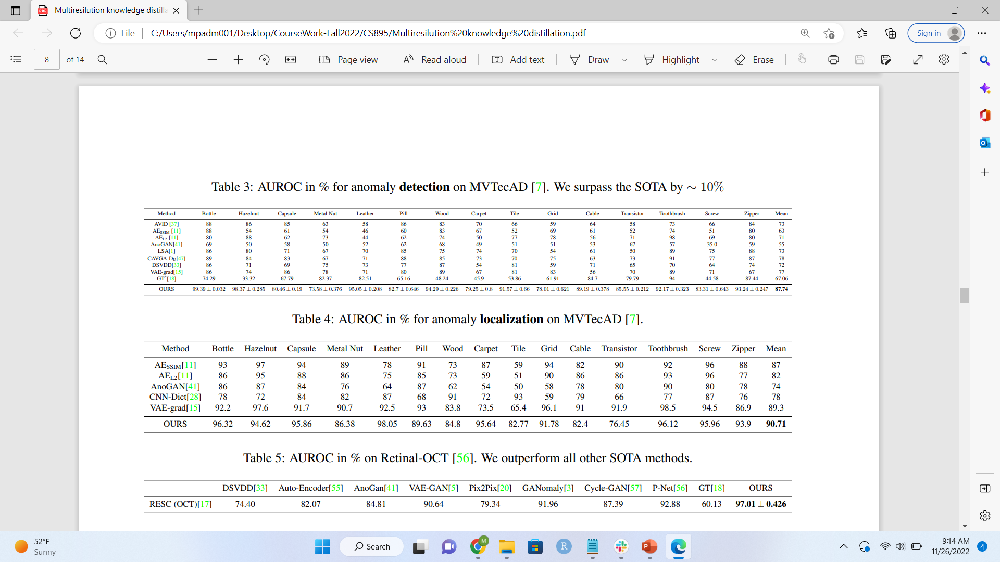 Multiresilution knowledge distilla
File
C:/Users/mpadm001/Desktop/CourseWork-Fall2022/CS895/Multiresilution%20knowledge%20distillation.pdf
Sign in
8 of 14
Page view
Read aloud
Add text
Draw
Highlight
Erase
Table 3: AUROC in % for anomaly detection on MVTecAD [7]. We surpass the SOTA by ∼ 10%
Method Bottle Hazelnut Capsule Metal Nut Leather Pill Wood Carpet Tile Grid Cable Transistor Toothbrush Screw Zipper Mean
AVID [37] 88 86 85 63 58 86 83 70 66 59 64 58 73 66 84 73
AESSIM [11] 88 54 61 54 46 60 83 67 52 69 61 52 74 51 80 63
AEL2 [11] 80 88 62 73 44 62 74 50 77 78 56 71 98 69 80 71
AnoGAN[41] 69 50 58 50 52 62 68 49 51 51 53 67 57 35.0 59 55
LSA[1] 86 80 71 67 70 85 75 74 70 54 61 50 89 75 88 73
CAVGA-DU[47] 89 84 83 67 71 88 85 73 70 75 63 73 91 77 87 78
DSVDD[33] 86 71 69 75 73 77 87 54 81 59 71 65 70 64 74 72
VAE-grad[15] 86 74 86 78 71 80 89 67 81 83 56 70 89 71 67 77
GT*[18] 74.29 33.32 67.79 82.37 82.51 65.16 48.24 45.9 53.86 61.91 84.7 79.79 94 44.58 87.44 67.06
OURS 99.39 ± 0.032 98.37 ± 0.285 80.46 ± 0.19 73.58 ± 0.376 95.05 ± 0.208 82.7 ± 0.646 94.29 ± 0.226 79.25 ± 0.8 91.57 ± 0.66 78.01 ± 0.621 89.19 ± 0.378 85.55 ± 0.212 92.17 ± 0.323 83.31 ± 0.643 93.24 ± 0.247 87.74
Table 4: AUROC in % for anomaly localization on MVTecAD [7].
Method Bottle Hazelnut Capsule Metal Nut Leather Pill Wood Carpet Tile Grid Cable Transistor Toothbrush Screw Zipper Mean
AESSIM[11] 93 97 94 89 78 91 73 87 59 94 82 90 92 96 88 87
AEL2[11] 86 95 88 86 75 85 73 59 51 90 86 86 93 96 77 82
AnoGAN[41] 86 87 84 76 64 87 62 54 50 58 78 80 90 80 78 74
CNN-Dict[28] 78 72 84 82 87 68 91 72 93 59 79 66 77 87 76 78
VAE-grad[15] 92.2 97.6 91.7 90.7 92.5 93 83.8 73.5 65.4 96.1 91 91.9 98.5 94.5 86.9 89.3
OURS 96.32 94.62 95.86 86.38 98.05 89.63 84.8 95.64 82.77 91.78 82.4 76.45 96.12 95.96 93.9 90.71
Table 5: AUROC in % on Retinal-OCT [56]. We outperform all other SOTA methods.
DSVDD[33] Auto-Encoder[55] AnoGan[41] VAE-GAN[5] Pix2Pix[20] GANomaly[3] Cycle-GAN[57] P-Net[56] GT[18] OURS
RESC (OCT)[17] 74.40 82.07 84.81 90.64 79.34 91.96 87.39 92.88 60.13 97.01 ± 0.426
52°F
Sunny
Search
9:14 AM
11/26/2022
4